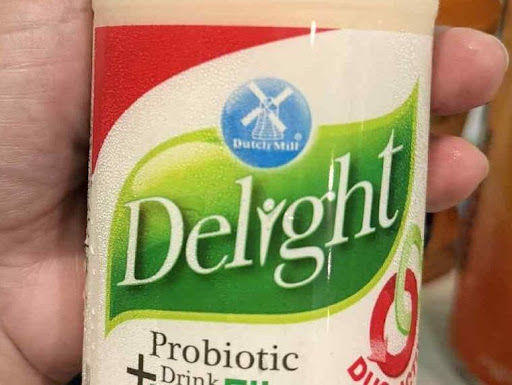 Dutch Mill®
Delight
Probiotic
+ Drink